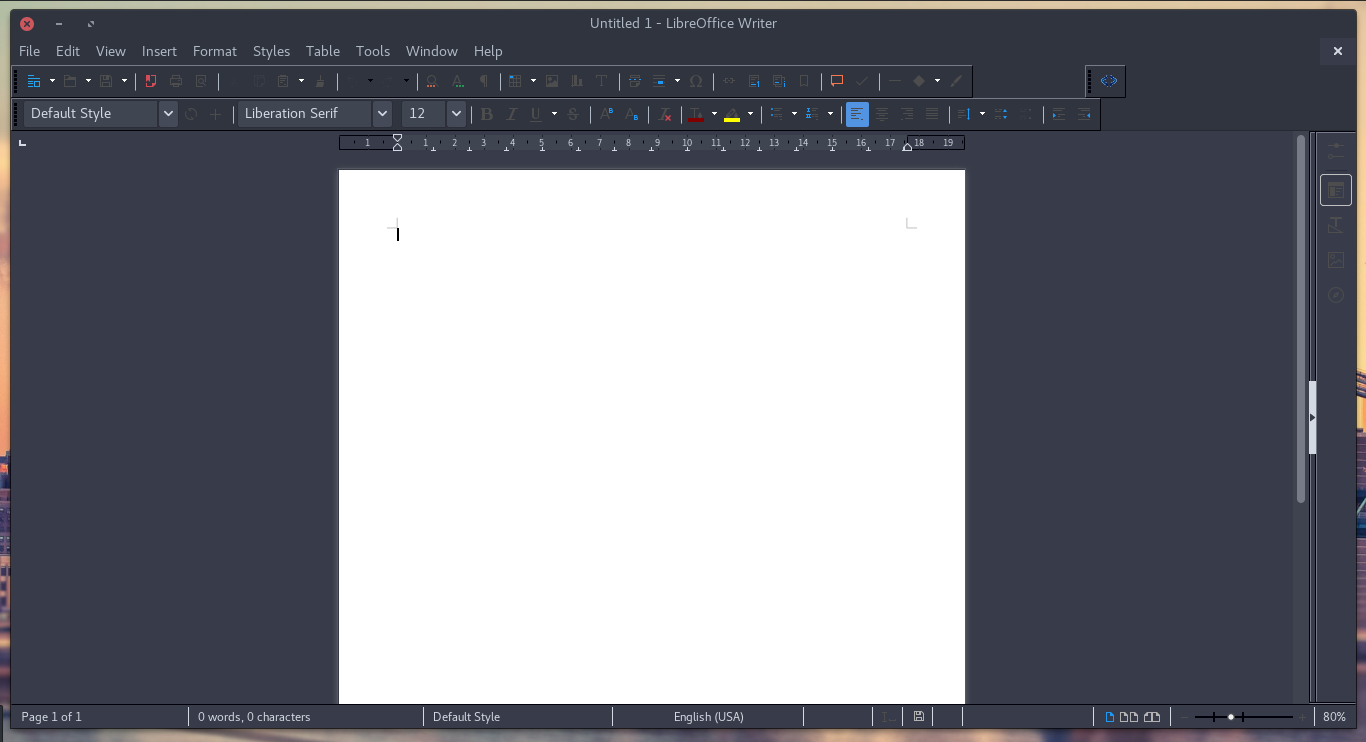 Untitled 1 - LibreOffice Writer
File Edit View Insert Format Styles Table Tools Window Help
Default Style Liberation Serif 12
1 1 2 3 4 5 6 7 8 9 10 11 12 13 14 15 16 17 18 19
Page 1 of 1 0 words, 0 characters Default Style English (USA) 80%